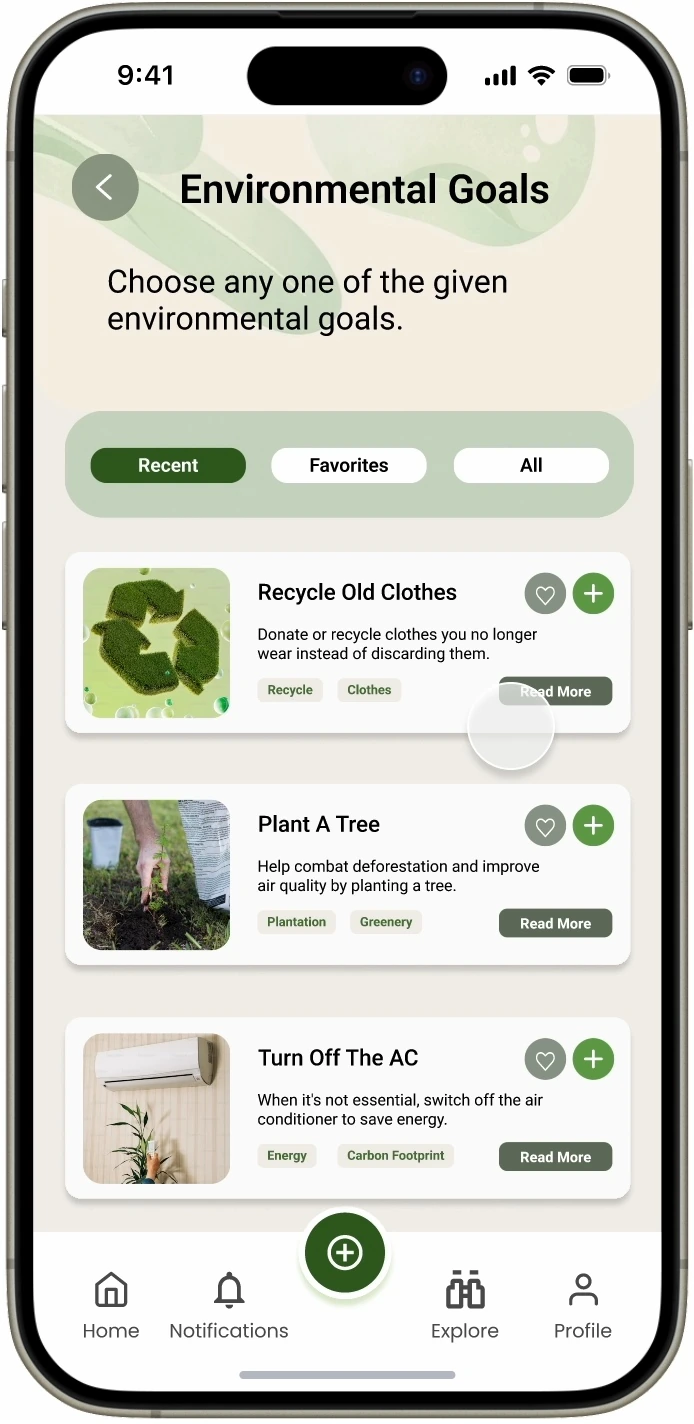 9:41
Environmental Goals
Choose any one of the given
environmental goals.
Recent
Favorites
All
Recycle Old Clothes
Donate or recycle clothes you no longer
wear instead of discarding them.
Recycle
Clothes
Read More
Plant A Tree
Help combat deforestation and improve
air quality by planting a tree.
Plantation
Greenery
Read More
Turn Off The AC
When it's not essential, switch off the air
conditioner to save energy.
Energy
Carbon Footprint
Read More
Home
Notifications
Explore
Profile